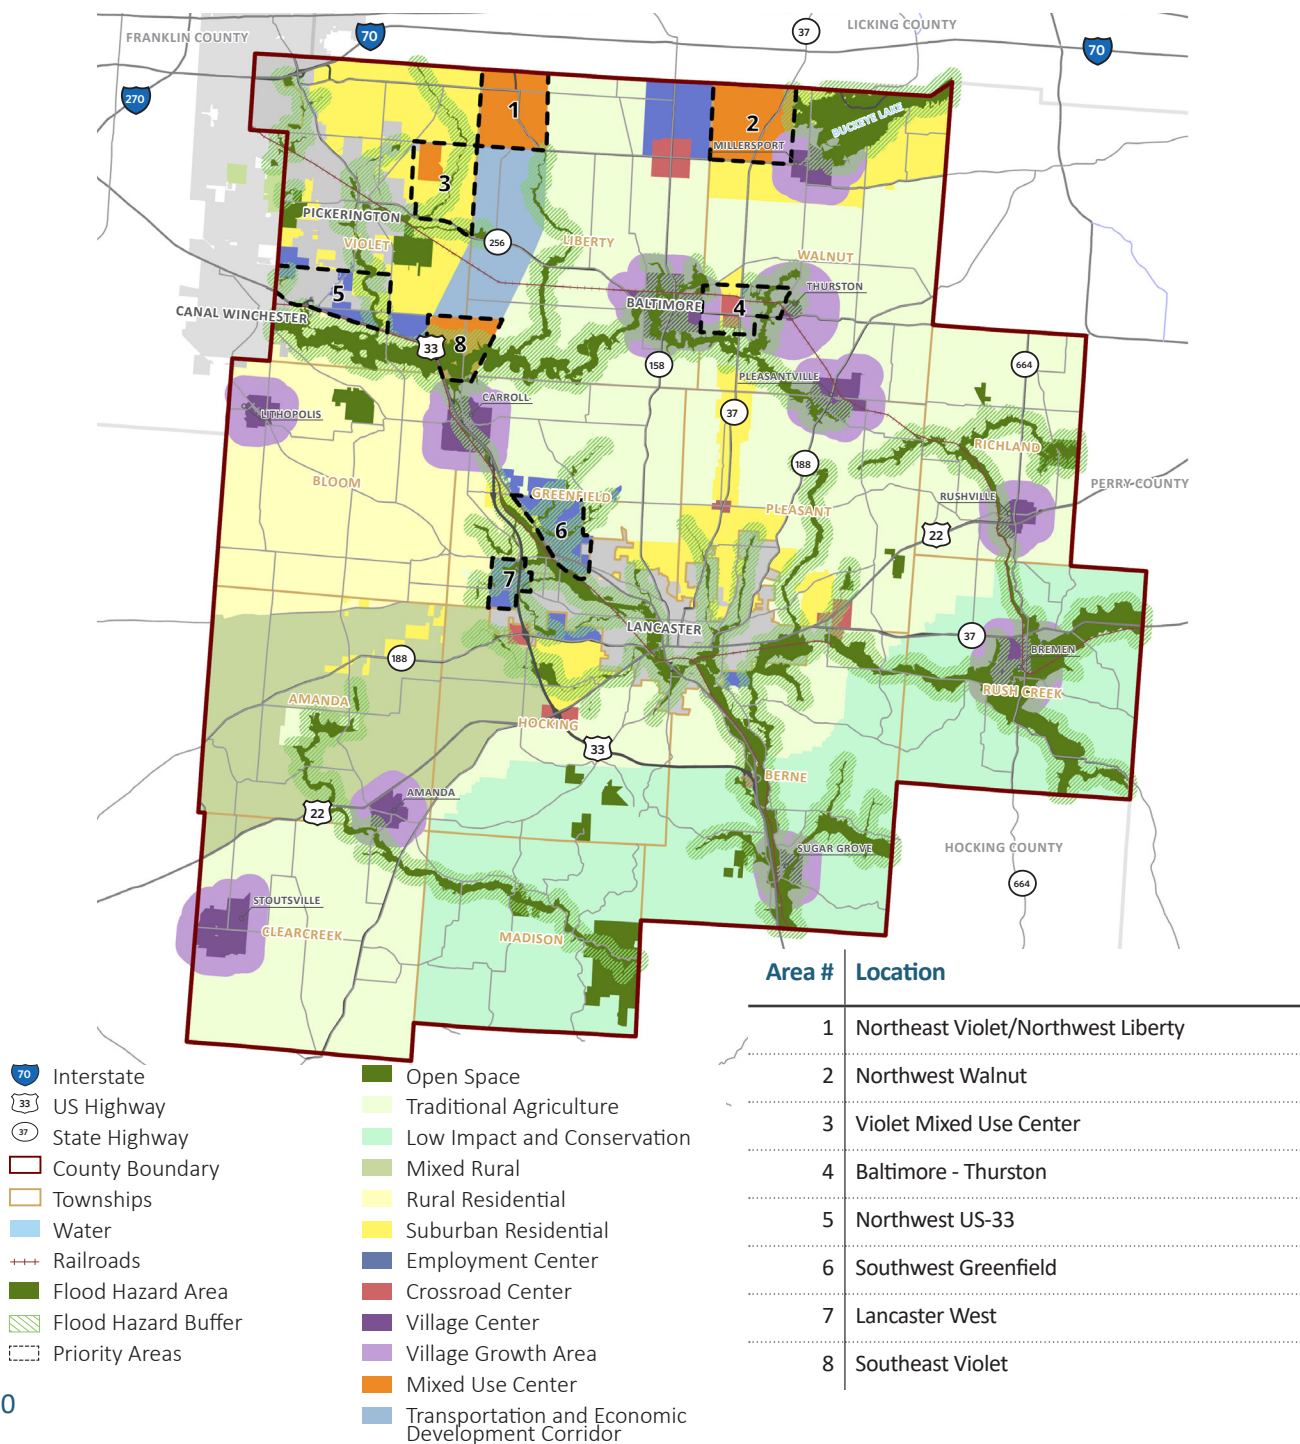 FRANKLIN COUNTY
70
37
LICKING COUNTY
70
270
1
2
BUCKEYE LAKE
MILLERSPORT
3
PICKERINGTON
VIOLET
256
LIBERTY
WALNUT
5
THURSTON
CANAL WINCHESTER
BALTIMORE
4
33
8
158
664
PLEASANTVILLE
CARROLL
LITHOPOLIS
37
RICHLAND
188
BLOOM
GREENFIELD
RUSHVILLE
PERRY COUNTY
PLEASANT
6
22
7
LANCASTER
37
BREMEN
188
RUSH CREEK
AMANDA
HOCKING
33
BERNE
AMANDA
22
SUGAR GROVE
HOCKING COUNTY
664
STOUTSVILLE
CLEARCREEK
MADISON
Area # Location
1 Northeast Violet/Northwest Liberty
2 Northwest Walnut
3 Violet Mixed Use Center
4 Baltimore - Thurston
5 Northwest US-33
6 Southwest Greenfield
7 Lancaster West
8 Southeast Violet
70 Interstate
33 US Highway
37 State Highway
County Boundary
Townships
Water
Railroads
Flood Hazard Area
Flood Hazard Buffer
Priority Areas
Open Space
Traditional Agriculture
Low Impact and Conservation
Mixed Rural
Rural Residential
Suburban Residential
Employment Center
Crossroad Center
Village Center
Village Growth Area
Mixed Use Center
Transportation and Economic
Development Corridor
0